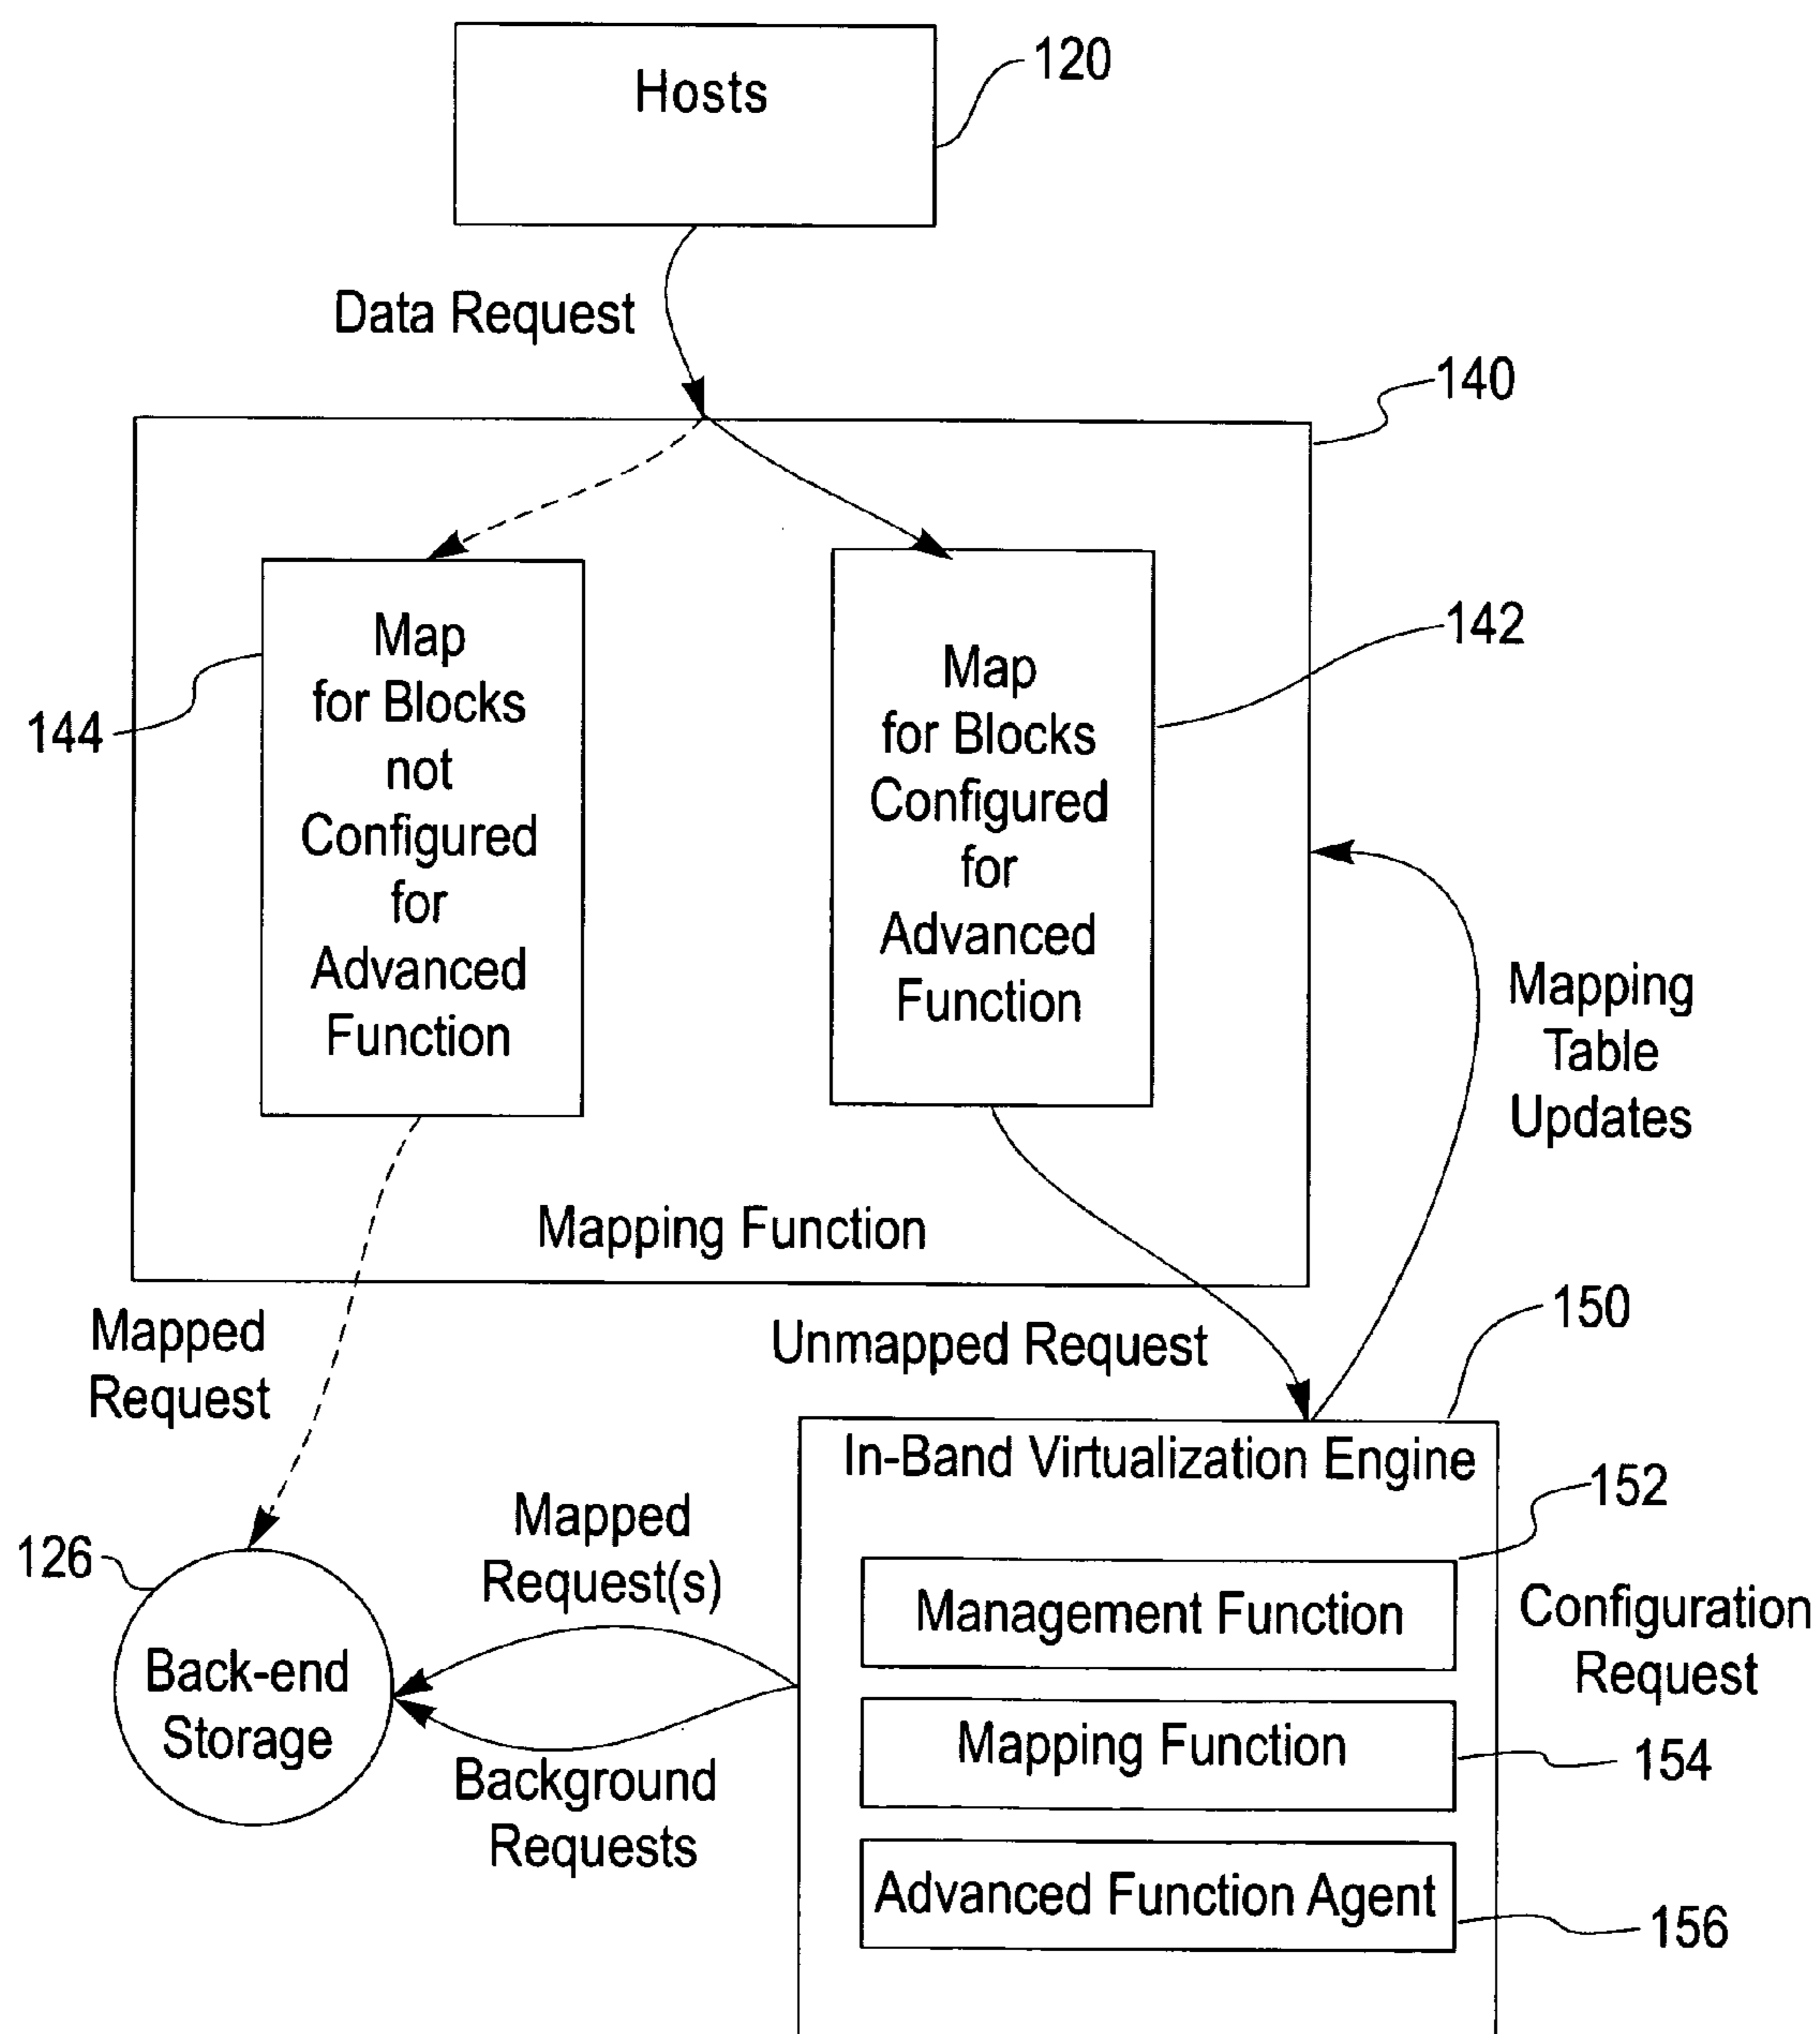 Hosts
120
Data Request
140
Map
for Blocks
not
Configured
for
Advanced
Function
144
Map
for Blocks
Configured
for
Advanced
Function
142
Mapping
Table
Updates
Mapping Function
Mapped
Request
Unmapped Request
150
In-Band Virtualization Engine
152
Management Function
Configuration
Request
Mapping Function
154
Advanced Function Agent
156
Mapped
Request(s)
126
Back-end
Storage
Background
Requests